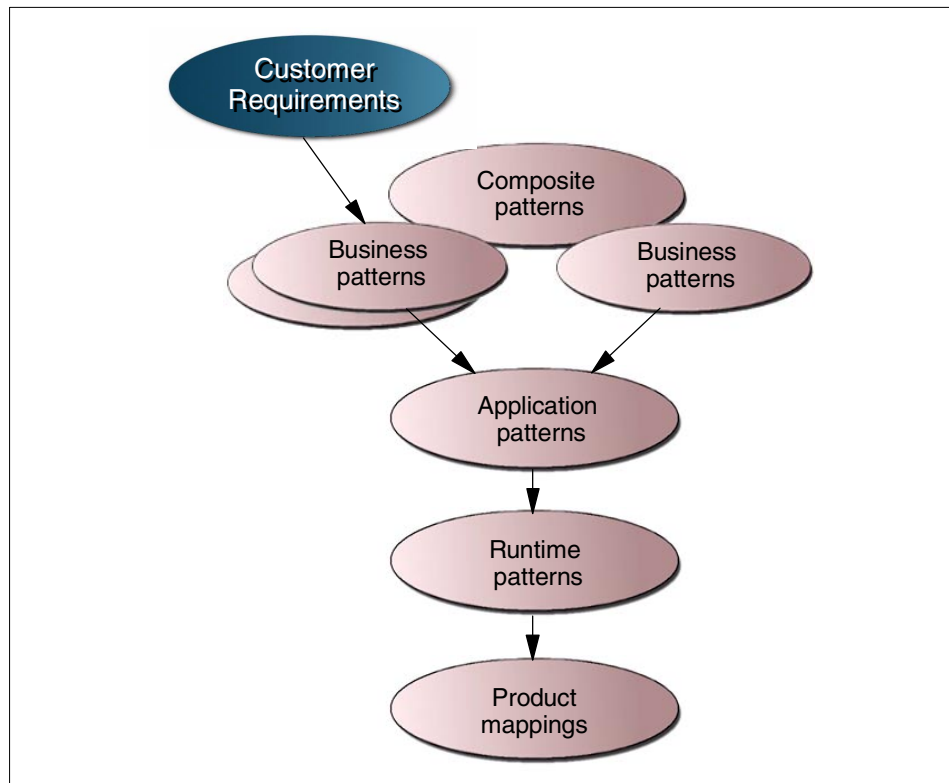 Customer
Requirements
Composite
patterns
Business
patterns
Business
patterns
Application
patterns
Runtime
patterns
Product
mappings